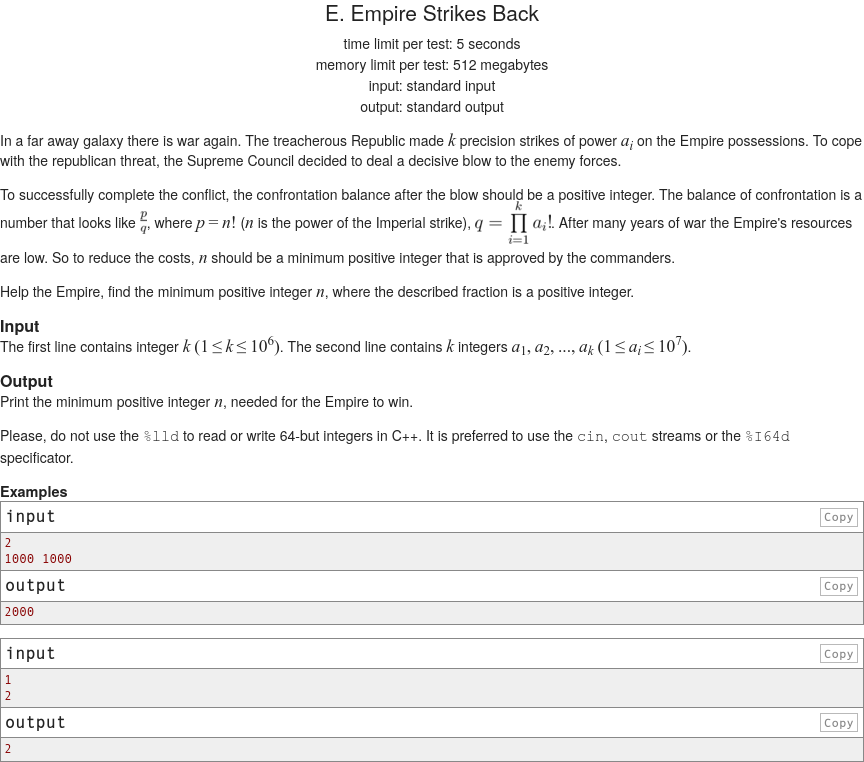 E. Empire Strikes Back
time limit per test: 5 seconds
memory limit per test: 512 megabytes
input: standard input
output: standard output
In a far away galaxy there is war again. The treacherous Republic made k precision strikes of power a_i on the Empire possessions. To cope
with the republican threat, the Supreme Council decided to deal a decisive blow to the enemy forces.
To successfully complete the conflict, the confrontation balance after the blow should be a positive integer. The balance of confrontation is a
number that looks like p/q, where p = n! (n is the power of the Imperial strike), q = ∏_{i=1}^{k} a_i!. After many years of war the Empire's resources
are low. So to reduce the costs, n should be a minimum positive integer that is approved by the commanders.
Help the Empire, find the minimum positive integer n, where the described fraction is a positive integer.
Input
The first line contains integer k (1 ≤ k ≤ 10^6). The second line contains k integers a_1, a_2, ..., a_k (1 ≤ a_i ≤ 10^7).
Output
Print the minimum positive integer n, needed for the Empire to win.
Please, do not use the %lld to read or write 64-but integers in C++. It is preferred to use the cin, cout streams or the %I64d
specificator.
Examples
input Copy
2
1000 1000
output Copy
2000
input Copy
1
2
output Copy
2